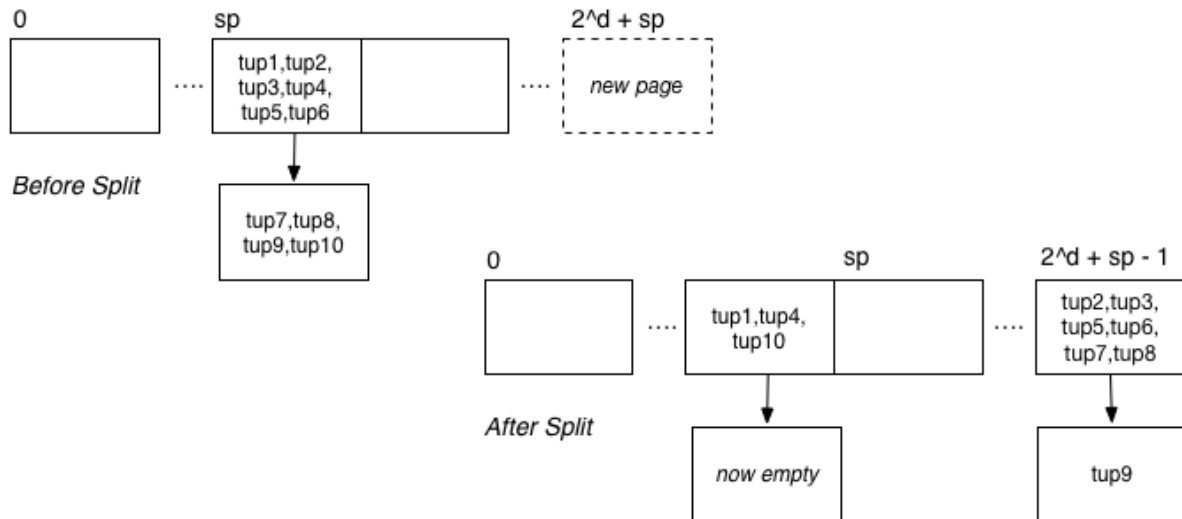 0
sp
2^d + sp
tup1,tup2,
tup3,tup4,
tup5,tup6
....
....
new page
Before Split
tup7,tup8,
tup9,tup10
0
sp
2^d + sp - 1
....
tup1,tup4,
tup10
....
tup2,tup3,
tup5,tup6,
tup7,tup8
After Split
now empty
tup9